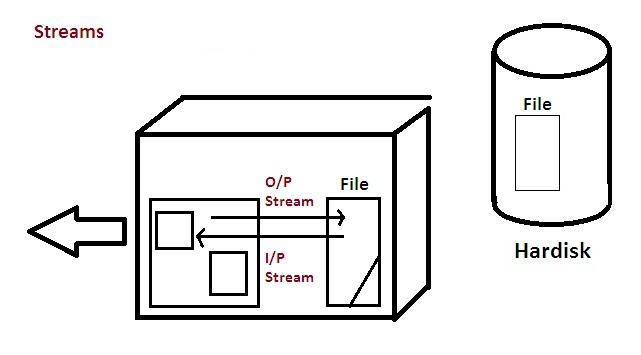 Streams
File
O/P
Stream
File
I/P
Stream
Hardisk